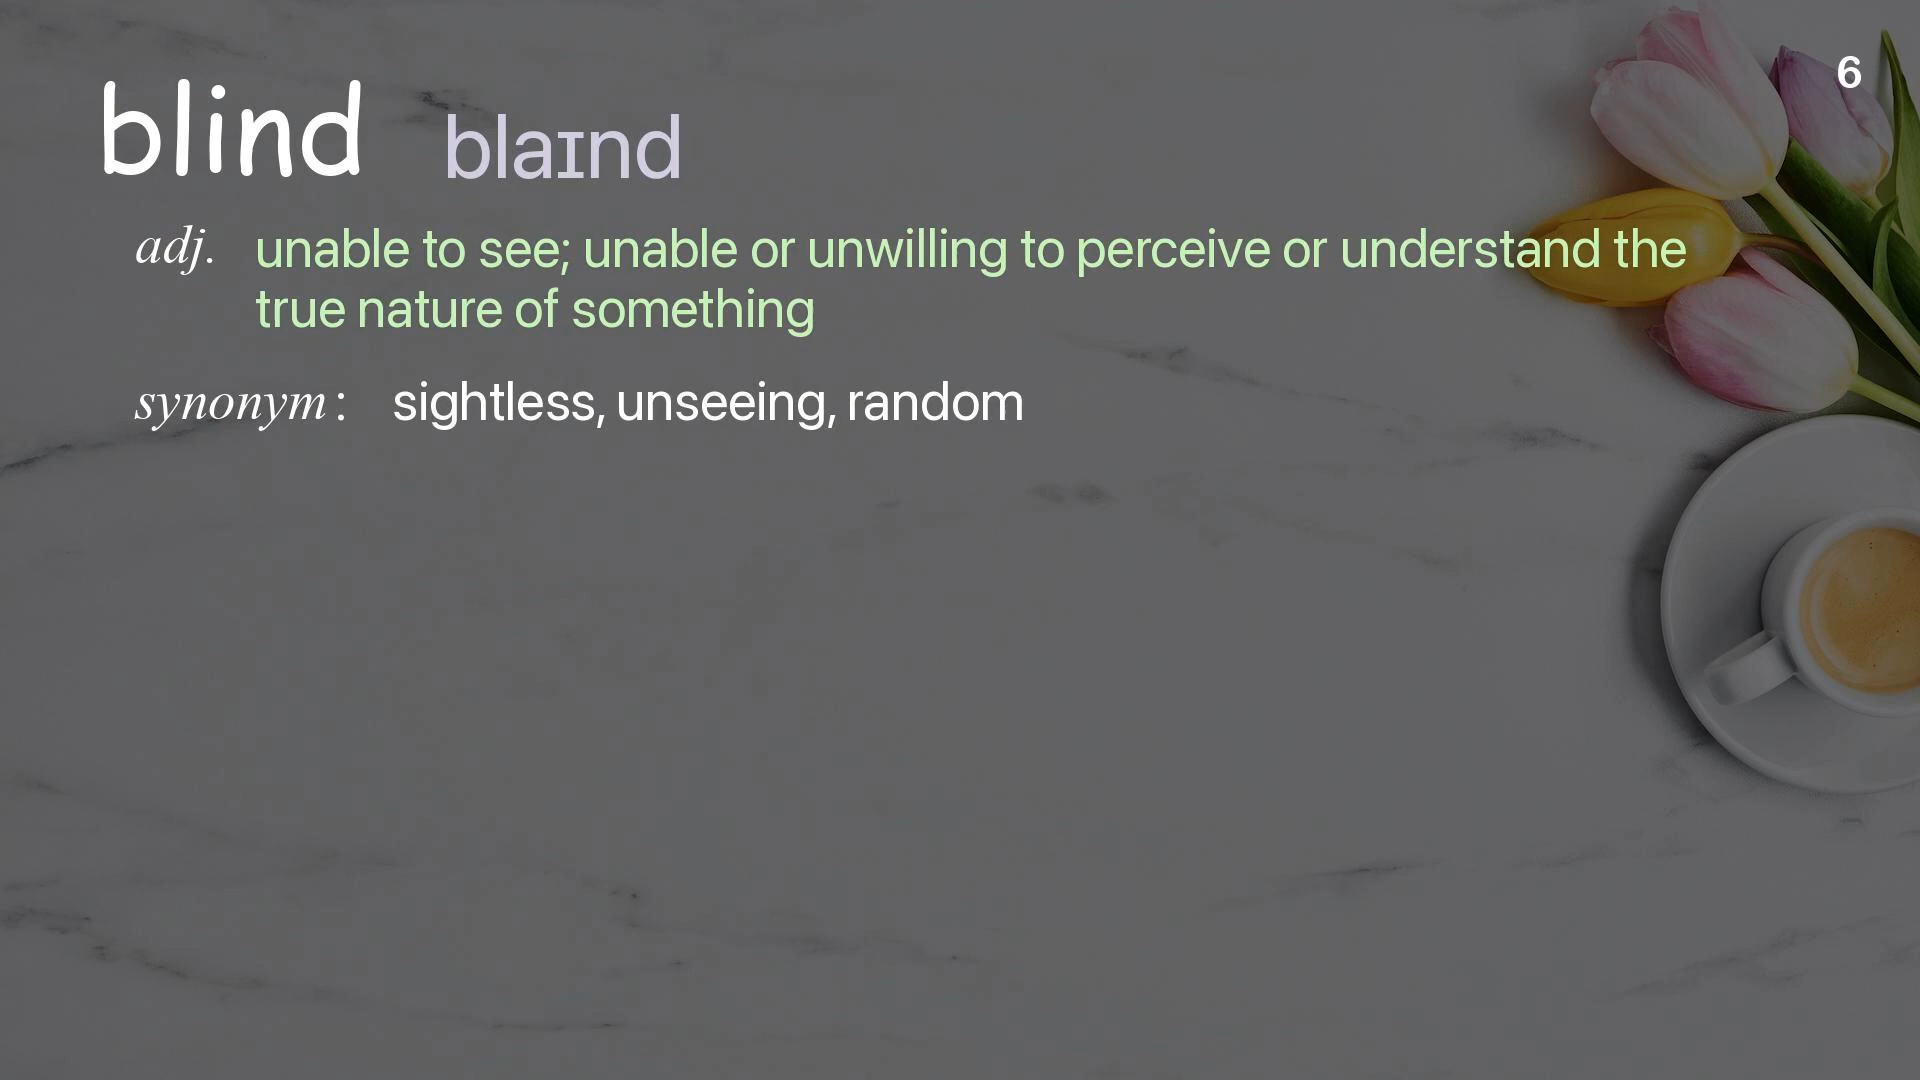 6
blind blaɪnd
adj. unable to see; unable or unwilling to perceive or understand the
true nature of something
synonym: sightless, unseeing, random